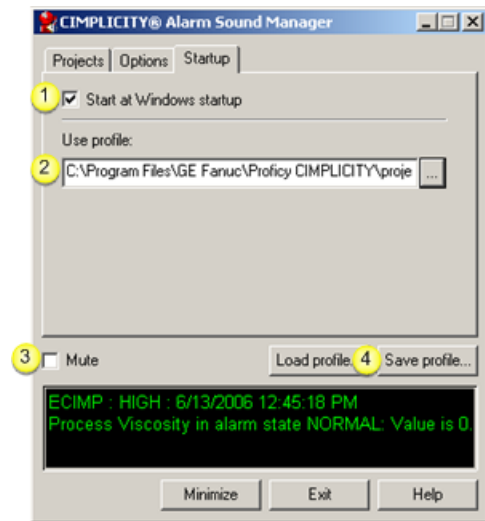 CIMPLICITY® Alarm Sound Manager
Projects Options Startup
1 Start at Windows startup
Use profile:
2 C:\Program Files\GE Fanuc\Proficy CIMPLICITY\proje ...
3 Mute Load profile. 4 Save profile...
ECIMP : HIGH : 6/13/2006 12:45:18 PM
Process Viscosity in alarm state NORMAL: Value is 0.
Minimize Exit Help